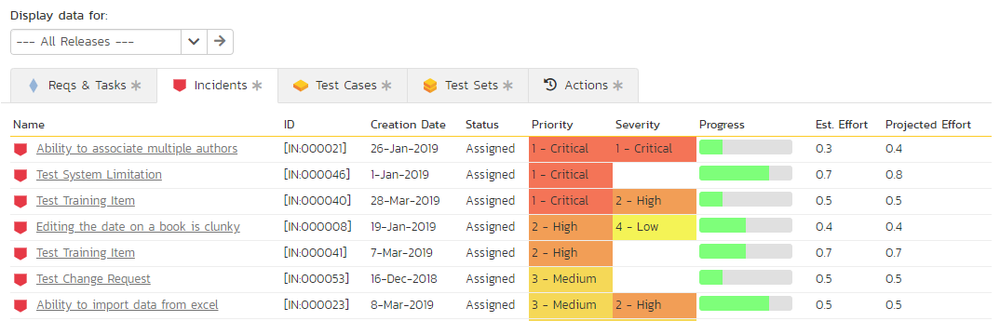 Display data for:
--- All Releases ---
Reqs & Tasks Incidents Test Cases Test Sets Actions
Name ID Creation Date Status Priority Severity Progress Est. Effort Projected Effort
Ability to associate multiple authors [IN:000021] 26-Jan-2019 Assigned 1 - Critical 1 - Critical 0.3 0.4
Test System Limitation [IN:000046] 1-Jan-2019 Assigned 1 - Critical 0.7 0.8
Test Training Item [IN:000040] 28-Mar-2019 Assigned 1 - Critical 2 - High 0.5 0.5
Editing the date on a book is clunky [IN:000008] 19-Jan-2019 Assigned 2 - High 4 - Low 0.4 0.4
Test Training Item [IN:000041] 7-Mar-2019 Assigned 2 - High 0.7 0.7
Test Change Request [IN:000053] 16-Dec-2018 Assigned 3 - Medium 0.5 0.5
Ability to import data from excel [IN:000023] 8-Mar-2019 Assigned 3 - Medium 2 - High 0.5 0.5